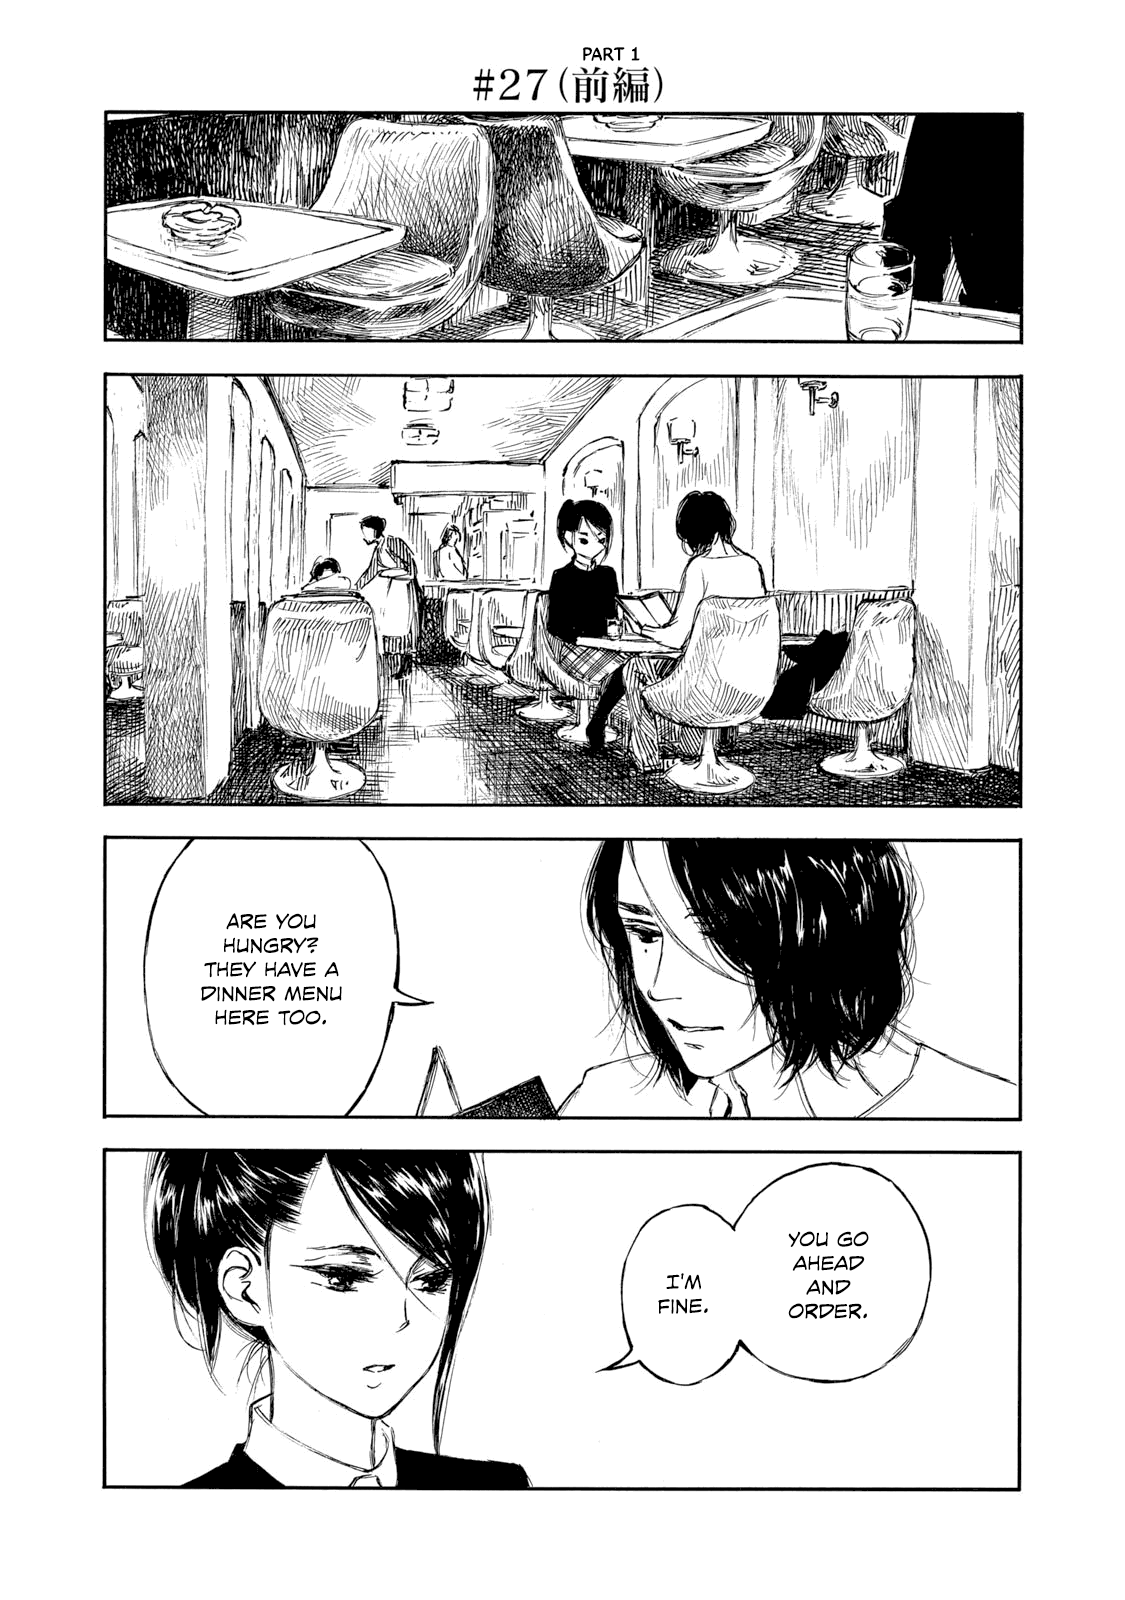 PART 1
#27(前編)
ARE YOU
HUNGRY?
THEY HAVE A
DINNER MENU
HERE TOO.
YOU GO
AHEAD
AND
ORDER.
I'M
FINE.